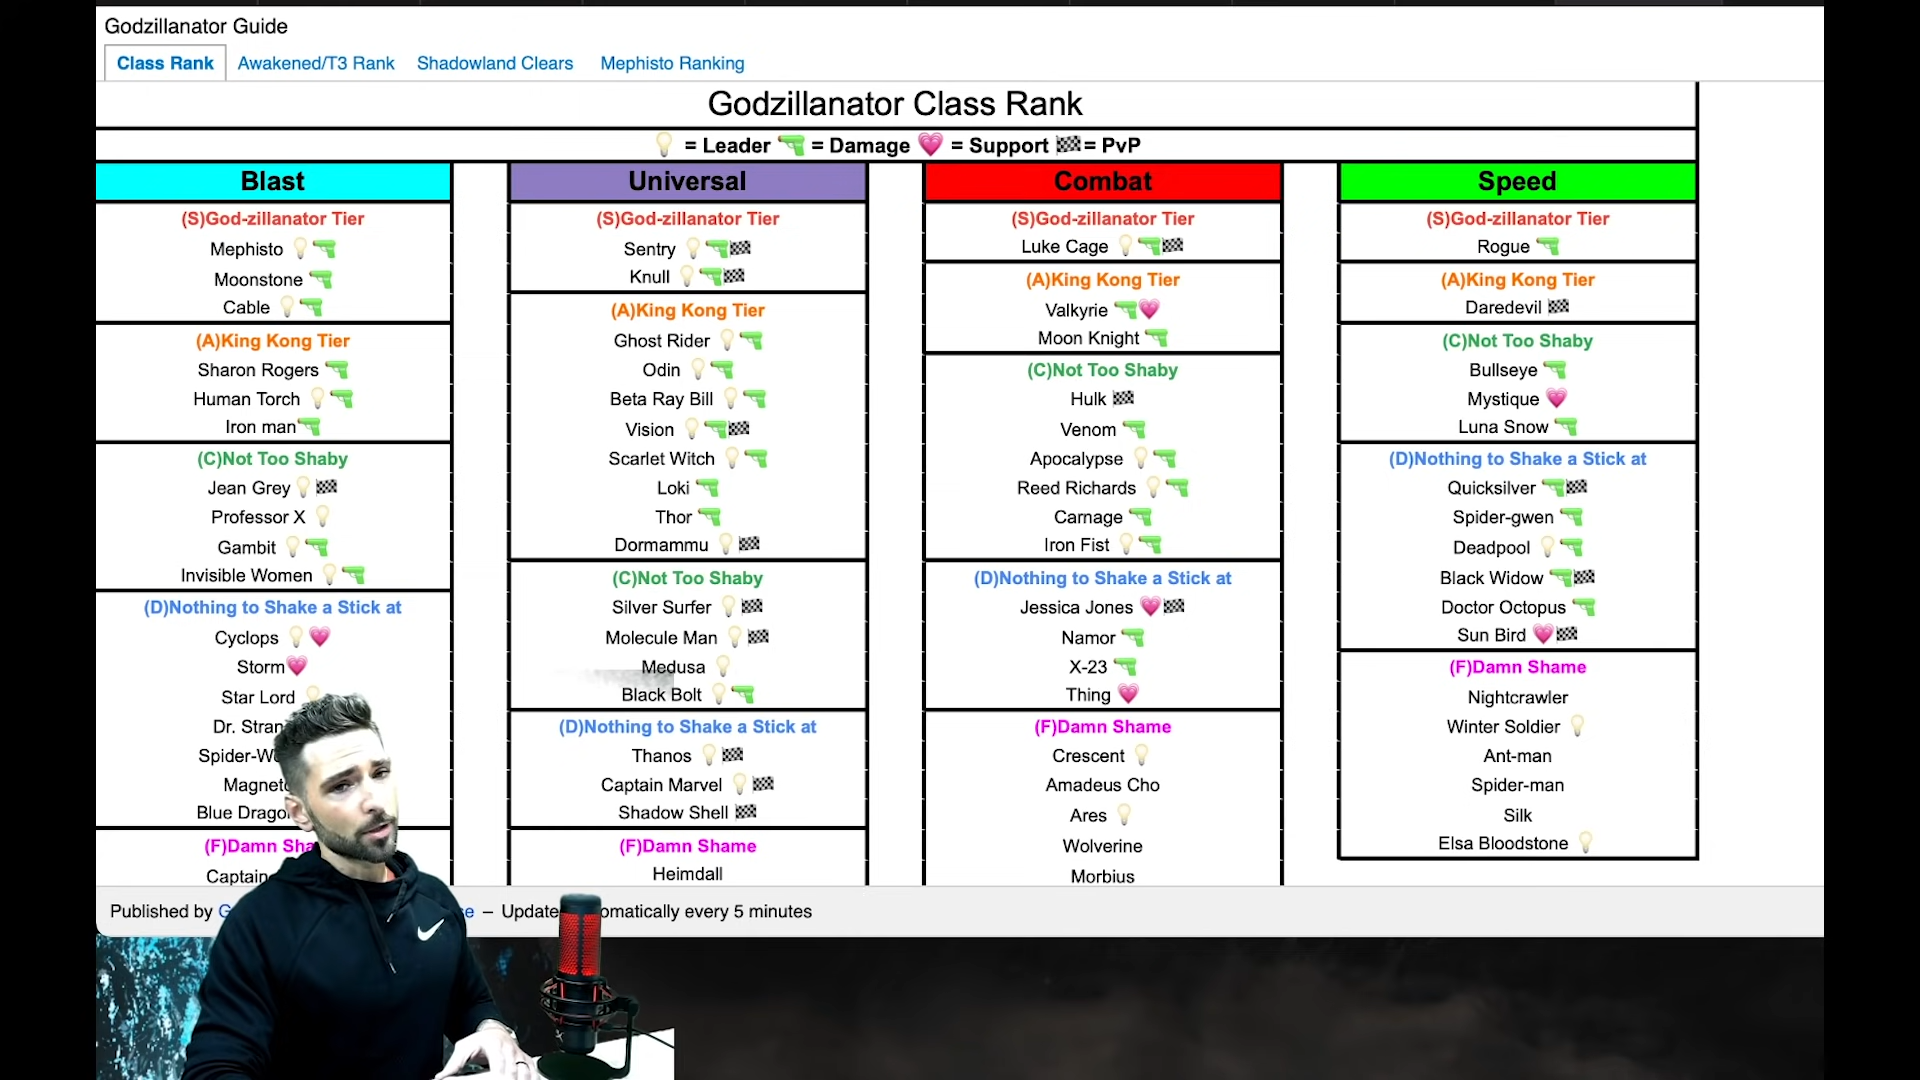 Godzillanator Guide
Class Rank Awakened/T3 Rank Shadowland Clears Mephisto Ranking
Godzillanator Class Rank
💡 = Leader 🔫 = Damage 💗 = Support 🏁 = PvP
Blast
(S)God-zillanator Tier
Mephisto 💡🔫
Moonstone 🔫
Cable 💡🔫
(A)King Kong Tier
Sharon Rogers 🔫
Human Torch 💡🔫
Iron man🔫
(C)Not Too Shaby
Jean Grey 💡🏁
Professor X 💡
Gambit 💡🔫
Invisible Women 💡🔫
(D)Nothing to Shake a Stick at
Cyclops 💡💗
Storm💗
Star Lord 💡
Dr.
Magneto
Blue
(F)Damn
Universal
(S)God-zillanator Tier
Sentry 💡🔫🏁
Knull 💡🔫🏁
(A)King Kong Tier
Ghost Rider 💡🔫
Odin 💡🔫
Beta Ray Bill 💡🔫
Vision 💡🔫🏁
Scarlet Witch 💡🔫
Loki 🔫
Thor 🔫
Dormammu 💡🏁
(C)Not Too Shaby
Silver Surfer 💡🏁
Molecule Man 💡🏁
Medusa 💡
Black Bolt 💡🔫
(D)Nothing to Shake a Stick at
Thanos 💡🏁
Captain Marvel 💡🏁
Shadow Shell 🏁
(F)Damn Shame
Heimdall
Combat
(S)God-zillanator Tier
Luke Cage 💡🔫🏁
(A)King Kong Tier
Valkyrie 🔫💗
Moon Knight 🔫
(C)Not Too Shaby
Hulk 🏁
Venom 🔫
Apocalypse 💡🔫
Reed Richards 💡🔫
Carnage 🔫
Iron Fist 💡🔫
(D)Nothing to Shake a Stick at
Jessica Jones 💗🏁
Namor 🔫
X-23 🔫
Thing 💗
(F)Damn Shame
Crescent 💡
Amadeus Cho
Ares 💡
Wolverine
Morbius
Speed
(S)God-zillanator Tier
Rogue 🔫
(A)King Kong Tier
Daredevil 🏁
(C)Not Too Shaby
Bullseye 🔫
Mystique 💗
Luna Snow 🔫
(D)Nothing to Shake a Stick at
Quicksilver 🔫🏁
Spider-gwen 🔫
Deadpool 💡🔫
Black Widow 🔫🏁
Doctor Octopus 🔫
Sun Bird 💗🏁
(F)Damn Shame
Nightcrawler
Winter Soldier 💡
Ant-man
Spider-man
Silk
Elsa Bloodstone 💡
Published by – every 5 minutes